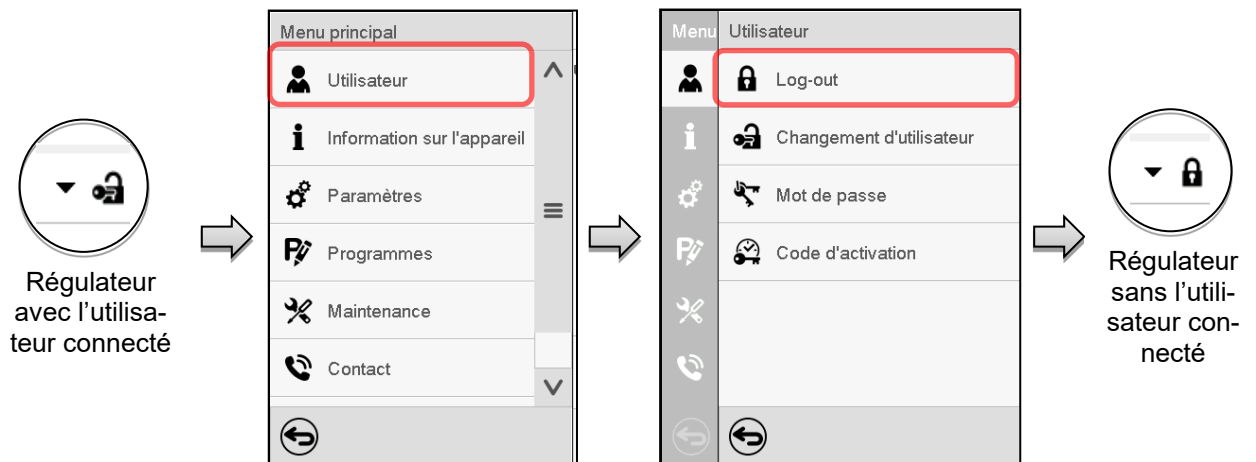 Régulateur
avec l’utilisa-
teur connecté
Menu principal
Utilisateur
Information sur l'appareil
Paramètres
Programmes
Maintenance
Contact
Menu
Utilisateur
Log-out
Changement d'utilisateur
Mot de passe
Code d'activation
Régulateur
sans l’utili-
sateur con-
necté